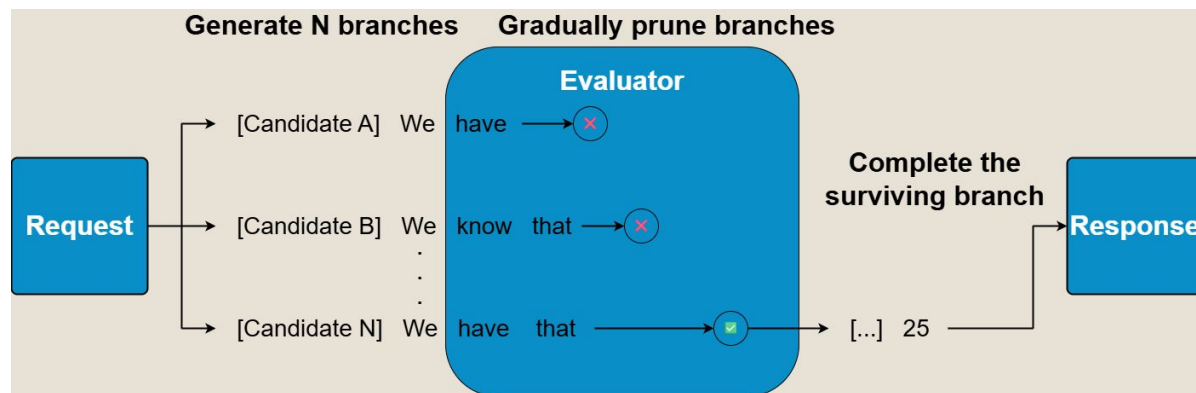 Generate N branches
Gradually prune branches
Evaluator
[Candidate A] We have
Complete the
surviving branch
Request
[Candidate B] We know that
Response
.
.
.
[Candidate N] We have that
[...] 25